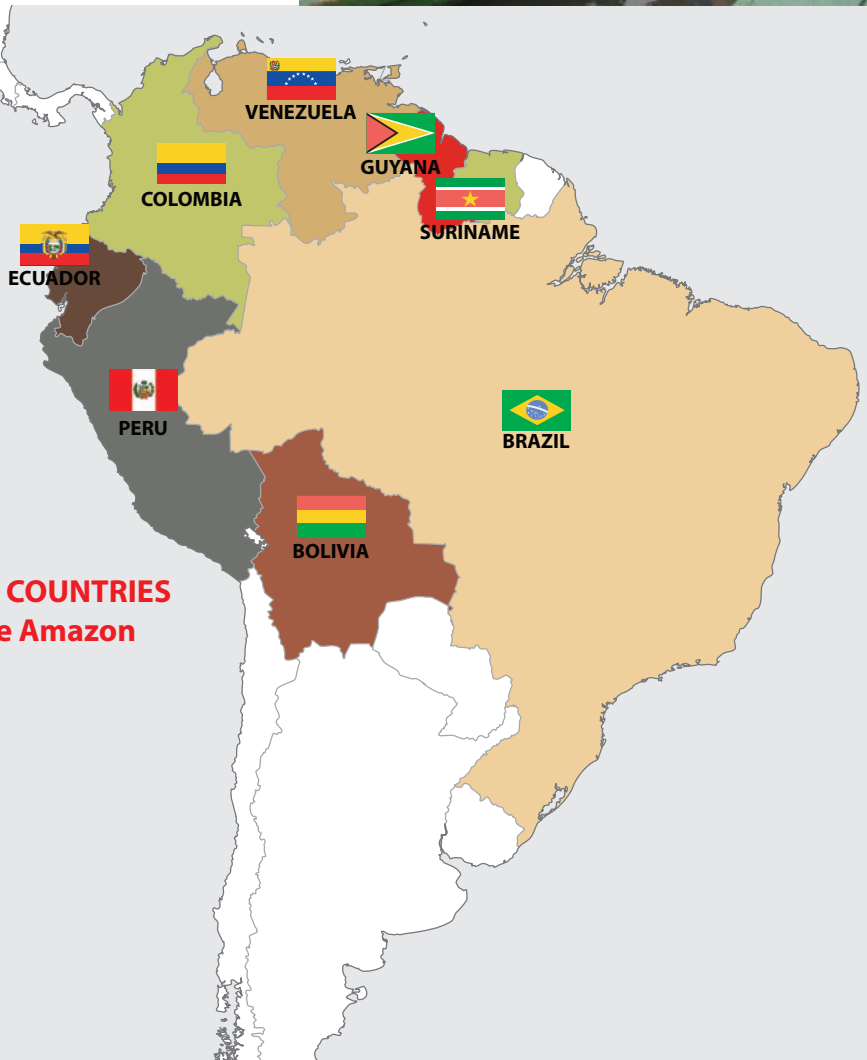 VENEZUELA
GUYANA
COLOMBIA
SURINAME
ECUADOR
BRAZIL
PERU
BOLIVIA
COUNTRIES
e Amazon